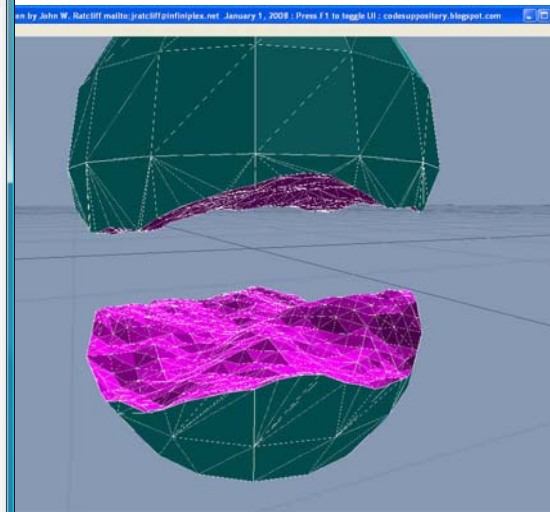 en by John W. Ratcliff mailto:jratcliff@infiniplex.net January 1, 2008 : Press F1 to toggle UI : codesuppository.blogspot.com